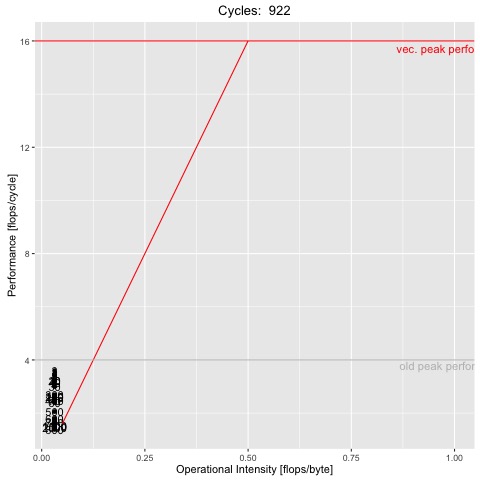 Cycles: 922
16
vec. peak perfo
12
Performance [flops/cycle]
8
4
old peak perfor
0.00 0.25 0.50 0.75 1.00
Operational Intensity [flops/byte]